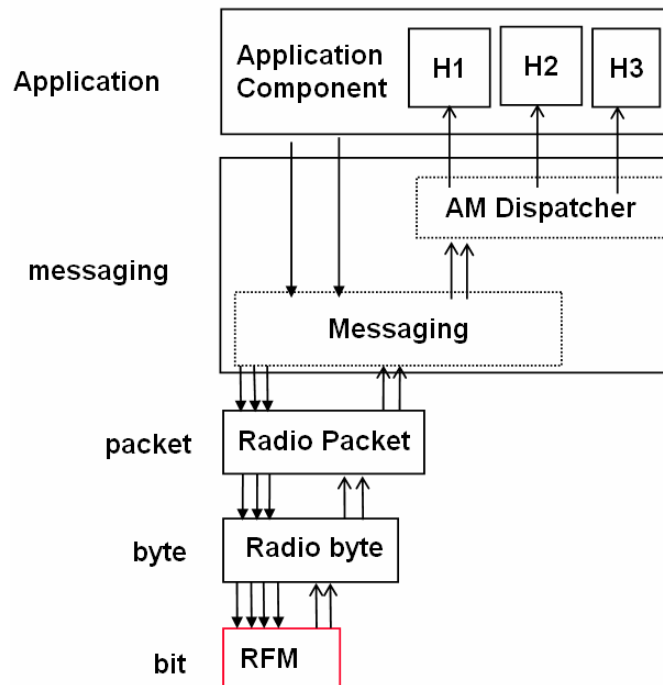 Application
Application
Component
H1
H2
H3
messaging
AM Dispatcher
Messaging
packet
Radio Packet
byte
Radio byte
bit
RFM